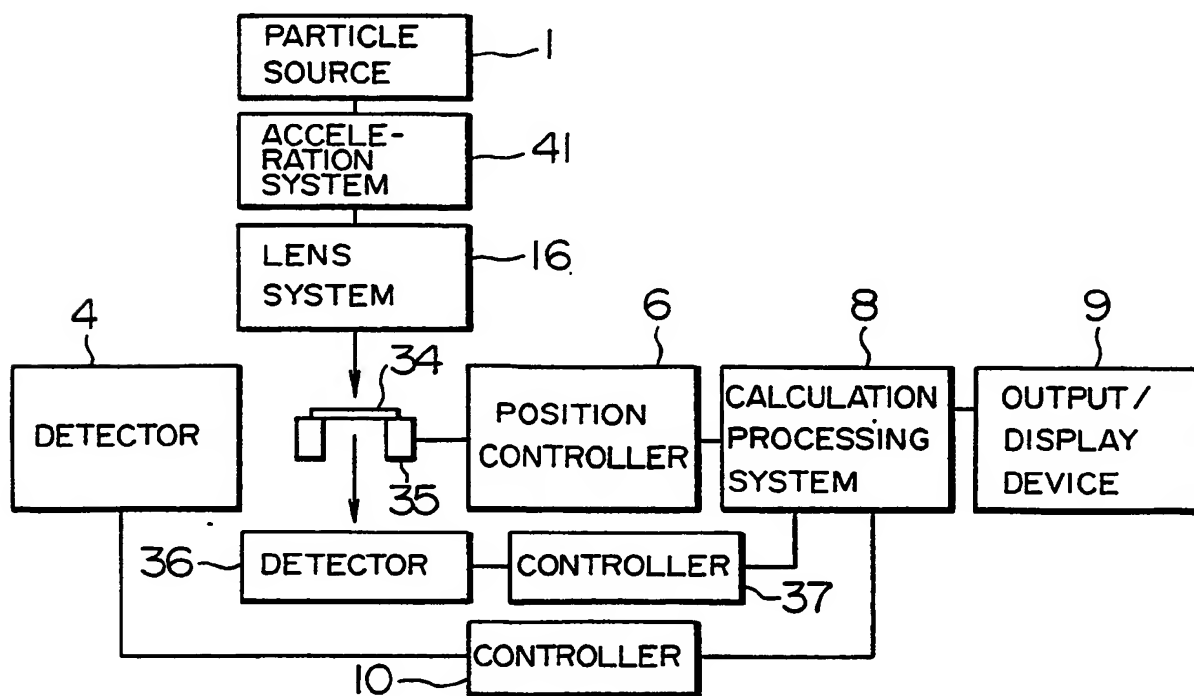 PARTICLE
SOURCE
1
ACCELE-
RATION
SYSTEM
41
LENS
SYSTEM
16
4
DETECTOR
34
35
6
POSITION
CONTROLLER
8
CALCULATION
PROCESSING
SYSTEM
9
OUTPUT/
DISPLAY
DEVICE
36
DETECTOR
CONTROLLER
37
CONTROLLER
10